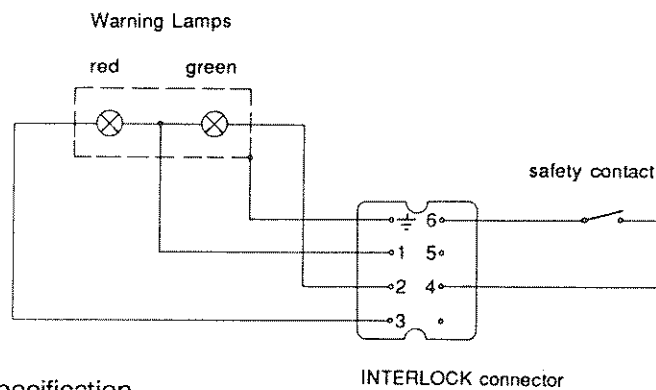 Warning Lamps
red green
safety contact
6
1 5
2 4
3
INTERLOCK connector